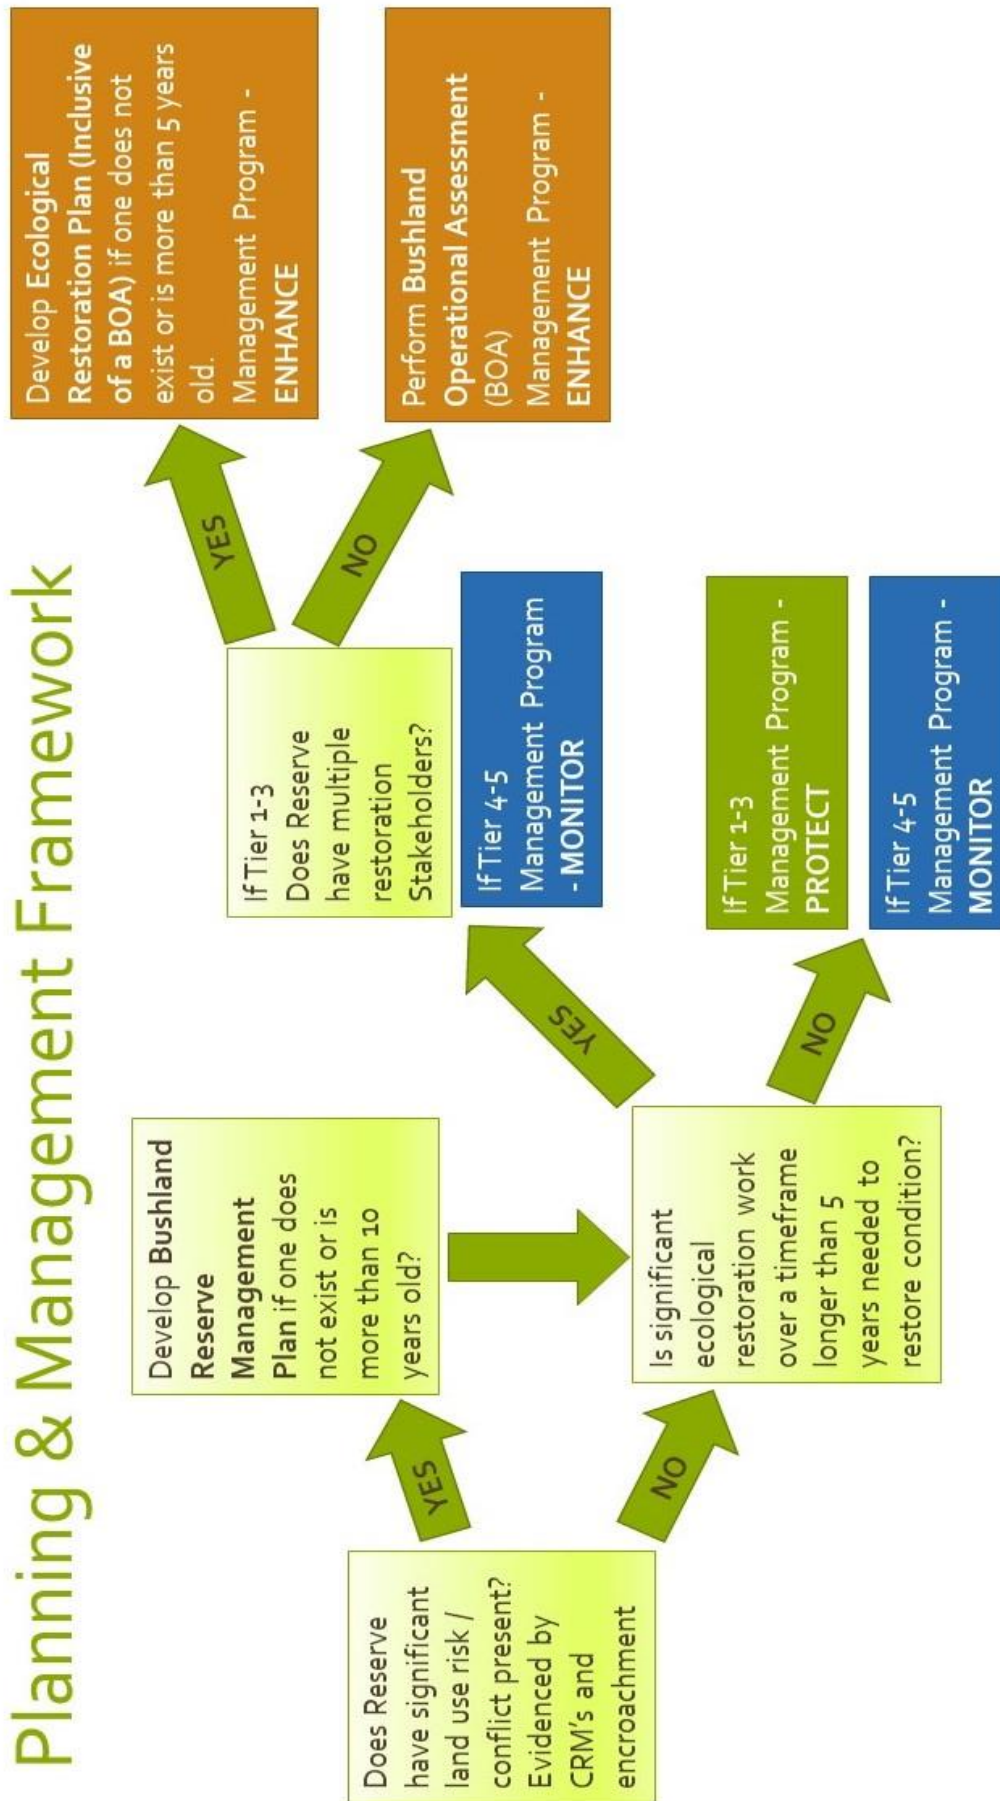 Planning & Management Framework
Does Reserve
have significant
land use risk /
conflict present?
Evidenced by
CRM's and
encroachment
YES
NO
Develop Bushland
Reserve
Management
Plan if one does
not exist or is
more than 10
years old?
Is significant
ecological
restoration work
over a timeframe
longer than 5
years needed to
restore condition?
YES
NO
If Tier 1-3
Does Reserve
have multiple
restoration
Stakeholders?
If Tier 4-5
Management Program
- MONITOR
If Tier 1-3
Management Program -
PROTECT
If Tier 4-5
Management Program -
MONITOR
YES
NO
Develop Ecological
Restoration Plan (Inclusive
of a BOA) if one does not
exist or is more than 5 years
old.
Management Program -
ENHANCE
Perform Bushland
Operational Assessment
(BOA)
Management Program -
ENHANCE